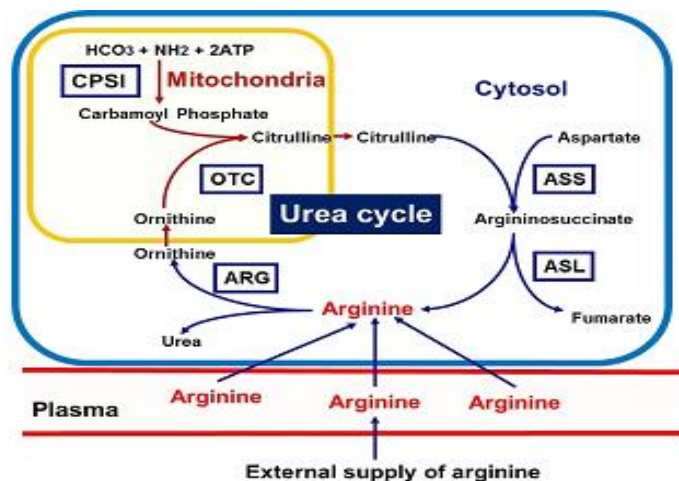 HCO3 + NH2 + 2ATP
CPSI
Mitochondria
Cytosol
Carbamoyl Phosphate
Citrulline
Citrulline
Aspartate
OTC
ASS
Urea cycle
Ornithine
Argininosuccinate
Ornithine
ARG
ASL
Arginine
Fumarate
Urea
Plasma
Arginine
Arginine
Arginine
External supply of arginine